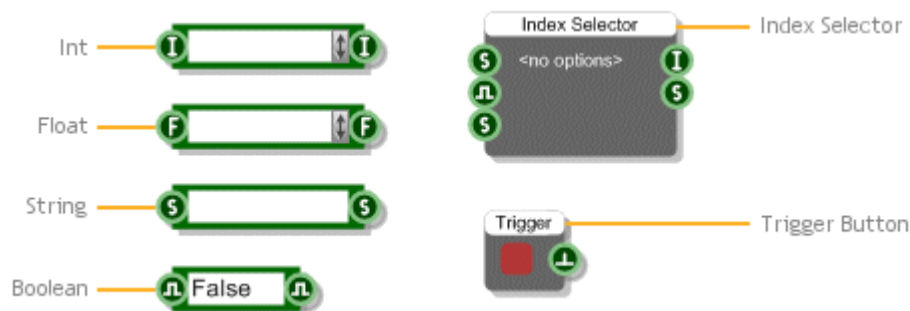 Int
I
I
Float
F
F
String
S
S
Boolean
False
Index Selector
Index Selector
S
<no options>
I
S
S
Trigger
Trigger Button